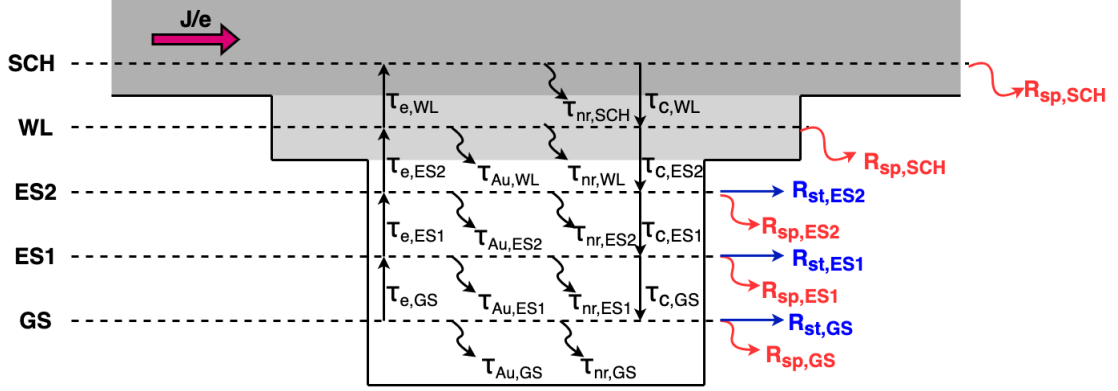 J/e
SCH
τe,WL
τnr,SCH
τC,WL
Rsp,SCH
WL
τe,ES2
τAu,WL
τnr,WL
τC,ES2
Rsp,SCH
ES2
Rst,ES2
τe,ES1
τAu,ES2
τnr,ES2
τC,ES1
Rsp,ES2
ES1
Rst,ES1
τe,GS
τAu,ES1
τnr,ES1
τC,GS
Rsp,ES1
GS
Rst,GS
τAu,GS
τnr,GS
Rsp,GS